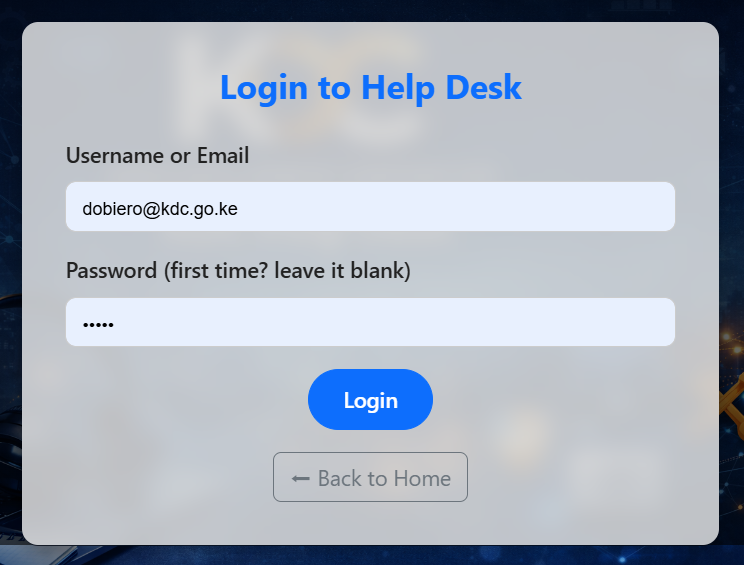 Login to Help Desk
Username or Email
dobiero@kdc.go.ke
Password (first time? leave it blank)
•••••
Login
← Back to Home